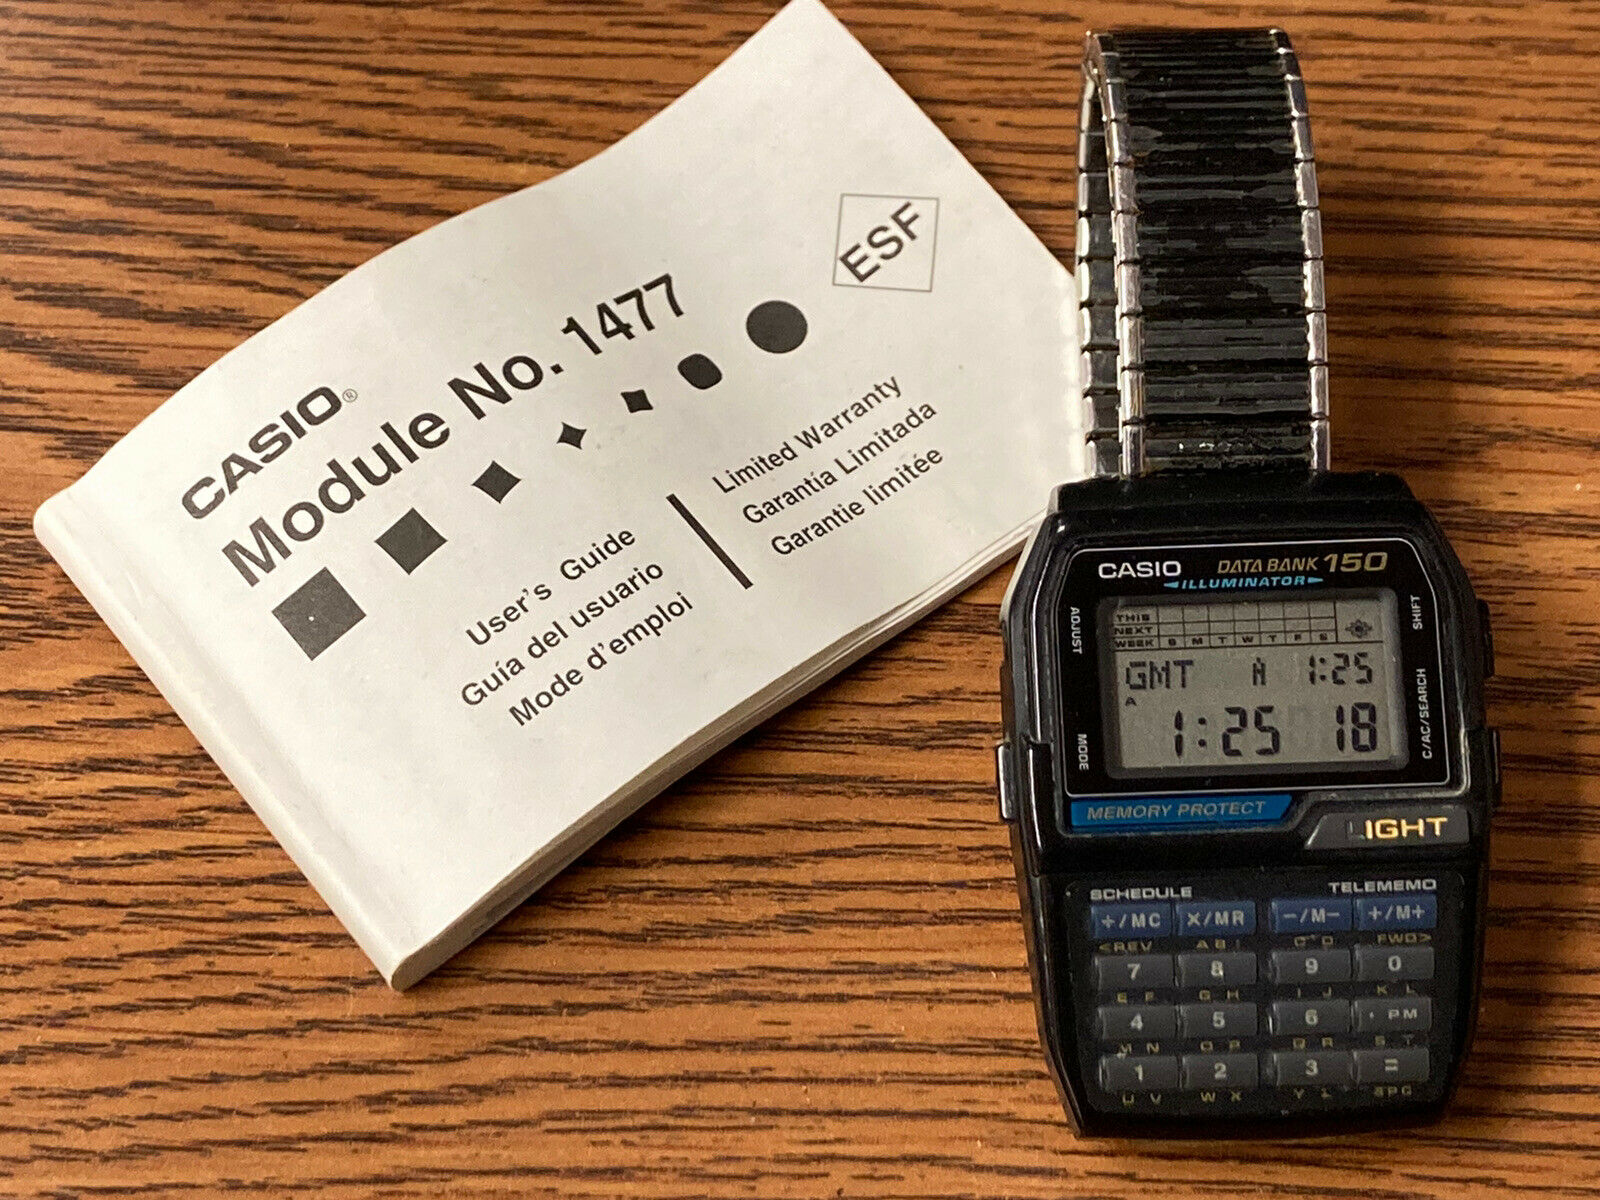 CASIO®
Module No. 1477
ESF
User's Guide
Guía del usuario
Mode d'emploi
Limited Warranty
Garantía Limitada
Garantie limitée
CASIO DATA BANK 150
ILLUMINATOR
ADJUST
SHIFT
MODE
C/AC/SEARCH
THIS
NEXT
WEEK S M T W T F S
GMT A 1:25
A
1:25 18
MEMORY PROTECT
LIGHT
SCHEDULE TELEMEMO
÷/MC ×/MR −/M− +/M+
<REV A B C D FWD>
7 8 9 0
E F G H I J K L
4 5 6 · PM
M N O P Q R S T
1 2 3 =
U V W X Y Z SPC